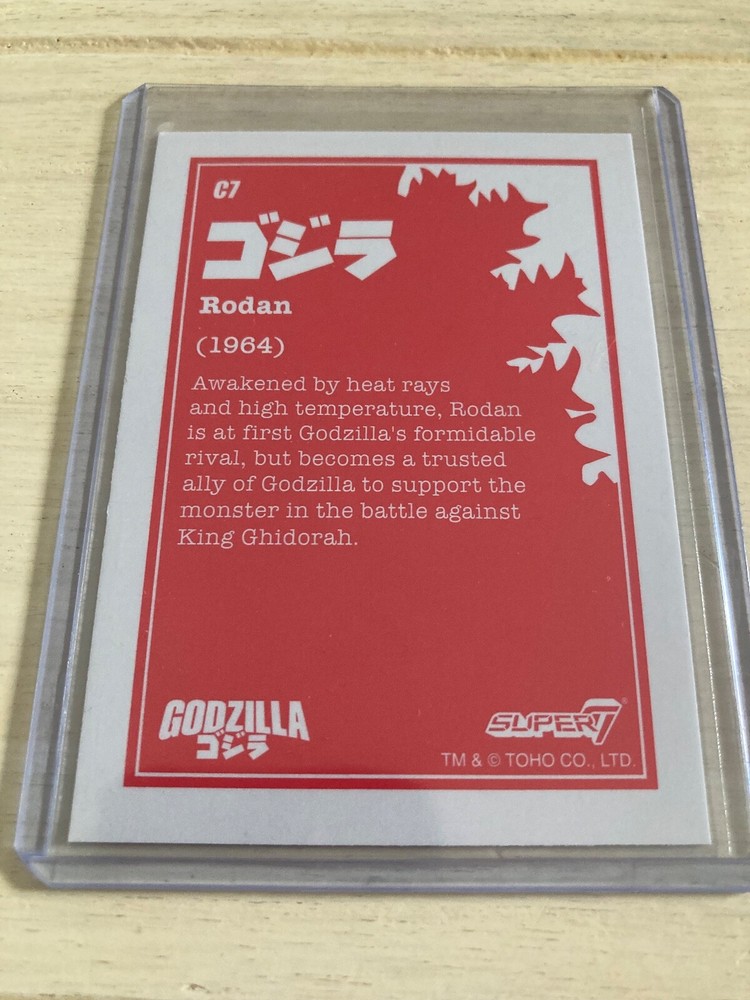 C7
ゴジラ
Rodan
(1964)
Awakened by heat rays
and high temperature, Rodan
is at first Godzilla's formidable
rival, but becomes a trusted
ally of Godzilla to support the
monster in the battle against
King Ghidorah.
GODZILLA
ゴジラ
SUPER7®
TM & © TOHO CO., LTD.